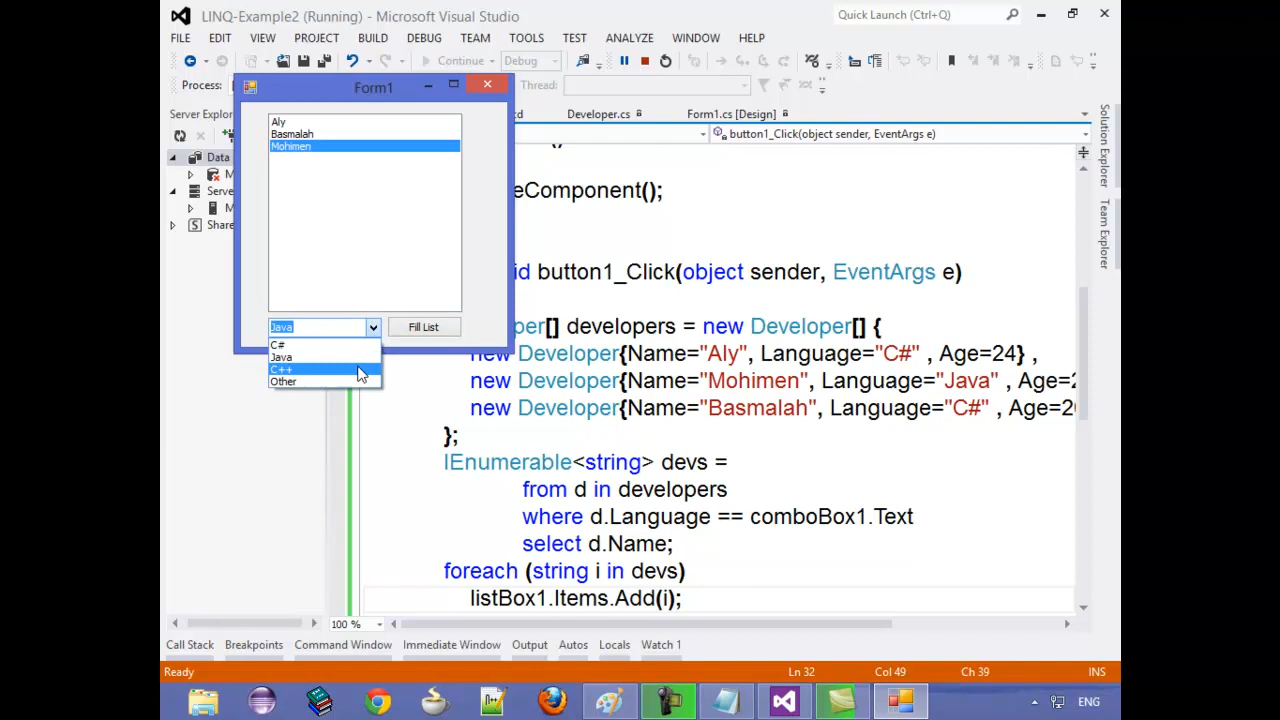 LINQ-Example2 (Running) - Microsoft Visual Studio
Quick Launch (Ctrl+Q)
FILE EDIT VIEW PROJECT BUILD DEBUG TEAM TOOLS TEST ANALYZE WINDOW HELP
Continue Debug
Process: Thread:
Form1
Server Explor
Developer.cs Form1.cs [Design]
button1_Click(object sender, EventArgs e)
Data
M
Serve
M
Share
Aly
Basmalah
Mohimen
Java
Fill List
C#
Java
C++
Other
eComponent();
id button1_Click(object sender, EventArgs e)
per[] developers = new Developer[] {
new Developer{Name="Aly", Language="C#" , Age=24} ,
new Developer{Name="Mohimen", Language="Java" , Age=2
new Developer{Name="Basmalah", Language="C#" , Age=2
};
IEnumerable<string> devs =
from d in developers
where d.Language == comboBox1.Text
select d.Name;
foreach (string i in devs)
listBox1.Items.Add(i);
Solution Explorer
Team Explorer
100 %
Call Stack Breakpoints Command Window Immediate Window Output Autos Locals Watch 1
Ready Ln 32 Col 49 Ch 39 INS
ENG